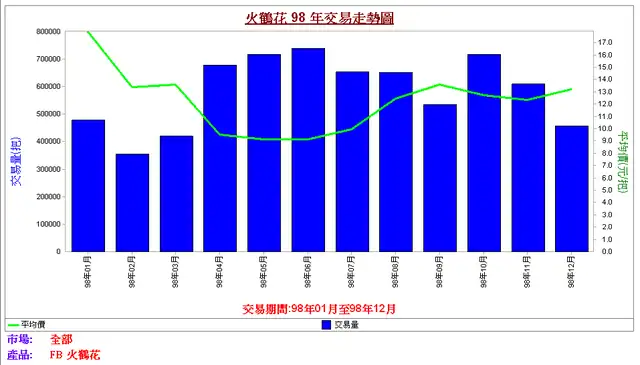 火鶴花 98 年交易走勢圖
交易量(把)
800000
700000
600000
500000
400000
300000
200000
100000
0
平均價(元/把)
17.0
16.0
15.0
14.0
13.0
12.0
11.0
10.0
9.0
8.0
7.0
6.0
5.0
4.0
3.0
2.0
1.0
0.0
98年01月
98年02月
98年03月
98年04月
98年05月
98年06月
98年07月
98年08月
98年09月
98年10月
98年11月
98年12月
交易期間:98年01月至98年12月
平均價 交易量
市場: 全部
產品: FB 火鶴花